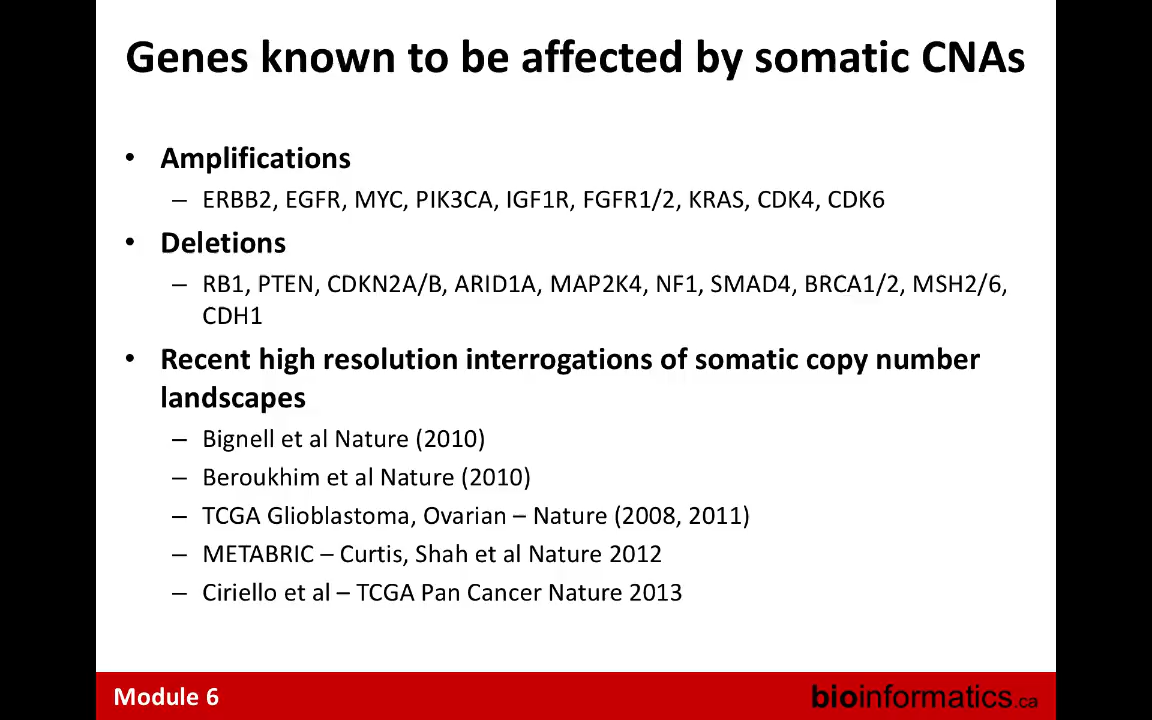 Genes known to be affected by somatic CNAs
• Amplifications
– ERBB2, EGFR, MYC, PIK3CA, IGF1R, FGFR1/2, KRAS, CDK4, CDK6
• Deletions
– RB1, PTEN, CDKN2A/B, ARID1A, MAP2K4, NF1, SMAD4, BRCA1/2, MSH2/6,
CDH1
• Recent high resolution interrogations of somatic copy number
landscapes
– Bignell et al Nature (2010)
– Beroukhim et al Nature (2010)
– TCGA Glioblastoma, Ovarian – Nature (2008, 2011)
– METABRIC – Curtis, Shah et al Nature 2012
– Ciriello et al – TCGA Pan Cancer Nature 2013
Module 6
bioinformatics.ca